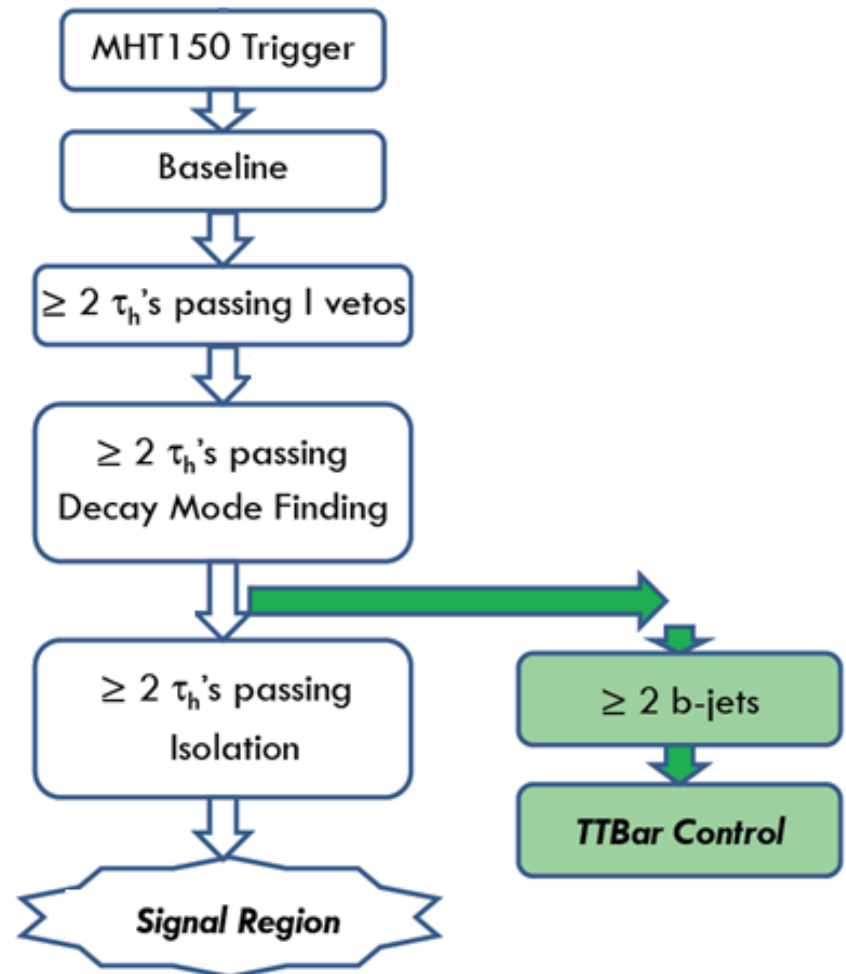 MHT150 Trigger
Baseline
≥ 2 τh's passing l vetos
≥ 2 τh's passing
Decay Mode Finding
≥ 2 τh's passing
Isolation
≥ 2 b-jets
TTBar Control
Signal Region